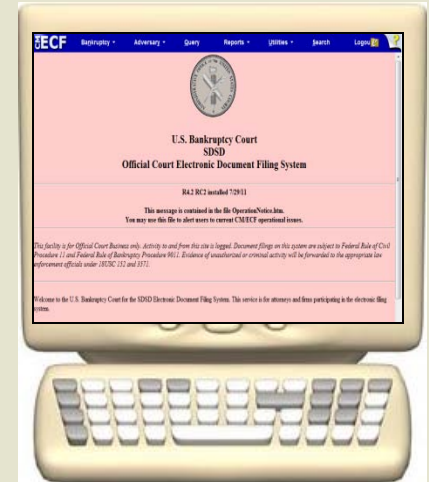 CM ECF Bankruptcy Adversary Query Reports Utilities Search Logout ?
U.S. Bankruptcy Court
SDSD
Official Court Electronic Document Filing System
R4.2 RC2 installed 7/29/11
This message is contained in the file OperationNotices.htm.
You may use this file to alert users to current CM/ECF operational issues.
This facility is for Official Court Business only. Activity to and from this site is logged. Document filings on this system are subject to Federal Rule of Civil
Procedure 11 and Federal Rule of Bankruptcy Procedure 9011. Evidence of unauthorized or criminal activity will be forwarded to the appropriate law
enforcement officials under 18USC 152 and 3571.
Welcome to the U.S. Bankruptcy Court for the SDSD Electronic Document Filing System. This service is the attorneys and firms participating in the electronic filing
system.